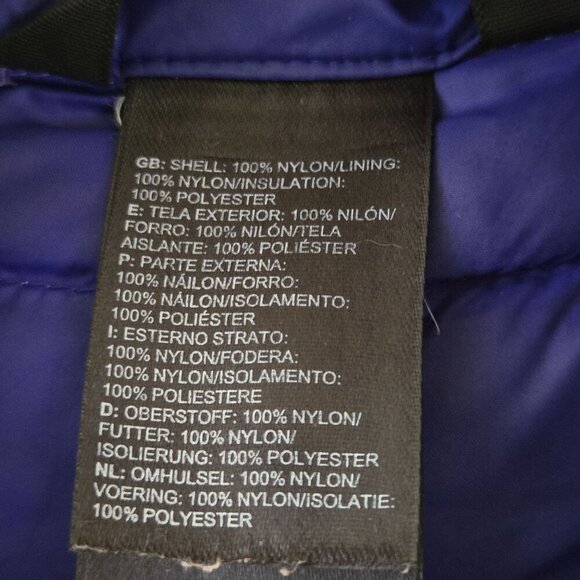 GB: SHELL: 100% NYLON/LINING:
100% NYLON/INSULATION:
100% POLYESTER
E: TELA EXTERIOR: 100% NILÓN/
FORRO: 100% NILÓN/TELA
AISLANTE: 100% POLIÉSTER
P: PARTE EXTERNA:
100% NÁILON/FORRO:
100% NÁILON/ISOLAMENTO:
100% POLIÉSTER
I: ESTERNO STRATO:
100% NYLON/FODERA:
100% NYLON/ISOLAMENTO:
100% POLIESTERE
D: OBERSTOFF: 100% NYLON/
FUTTER: 100% NYLON/
ISOLIERUNG: 100% POLYESTER
NL: OMHULSEL: 100% NYLON/
VOERING: 100% NYLON/ISOLATIE:
100% POLYESTER